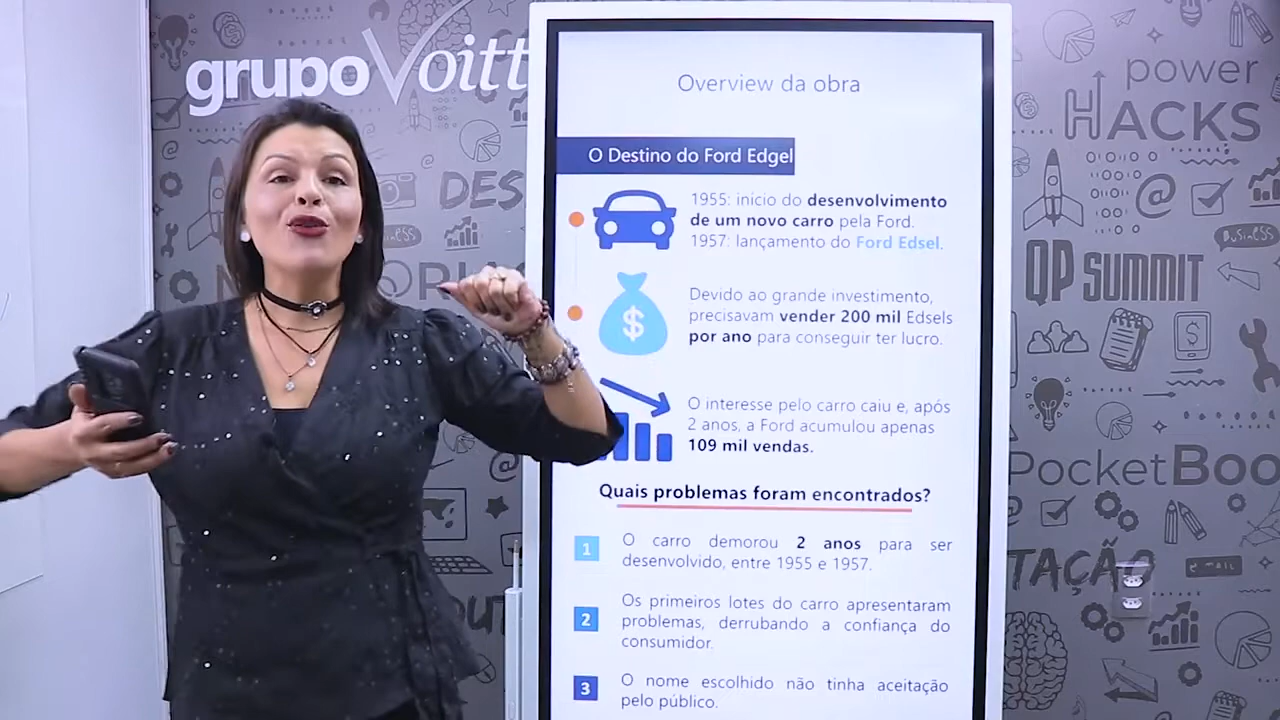 grupo Voitt
power
HACKS
DES
BUSINESS
QP SUMMIT
PocketBoo
TAÇÃO
e-mail
Overview da obra
O Destino do Ford Edgel
1955: início do desenvolvimento
de um novo carro pela Ford.
1957: lançamento do Ford Edsel.
Devido ao grande investimento,
precisavam vender 200 mil Edsels
por ano para conseguir ter lucro.
O interesse pelo carro caiu e, após
2 anos, a Ford acumulou apenas
109 mil vendas.
Quais problemas foram encontrados?
1 O carro demorou 2 anos para ser
desenvolvido, entre 1955 e 1957.
2 Os primeiros lotes do carro apresentaram
problemas, derrubando a confiança do
consumidor.
3 O nome escolhido não tinha aceitação
pelo público.